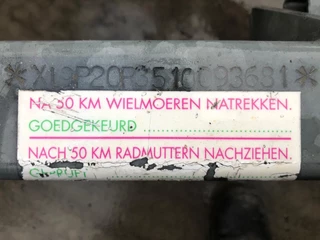 NA 50 KM WIELMOEREN NATREKKEN.
GOEDGEKEURD
NACH 50 KM RADMUTTERN NACHZIEHEN.